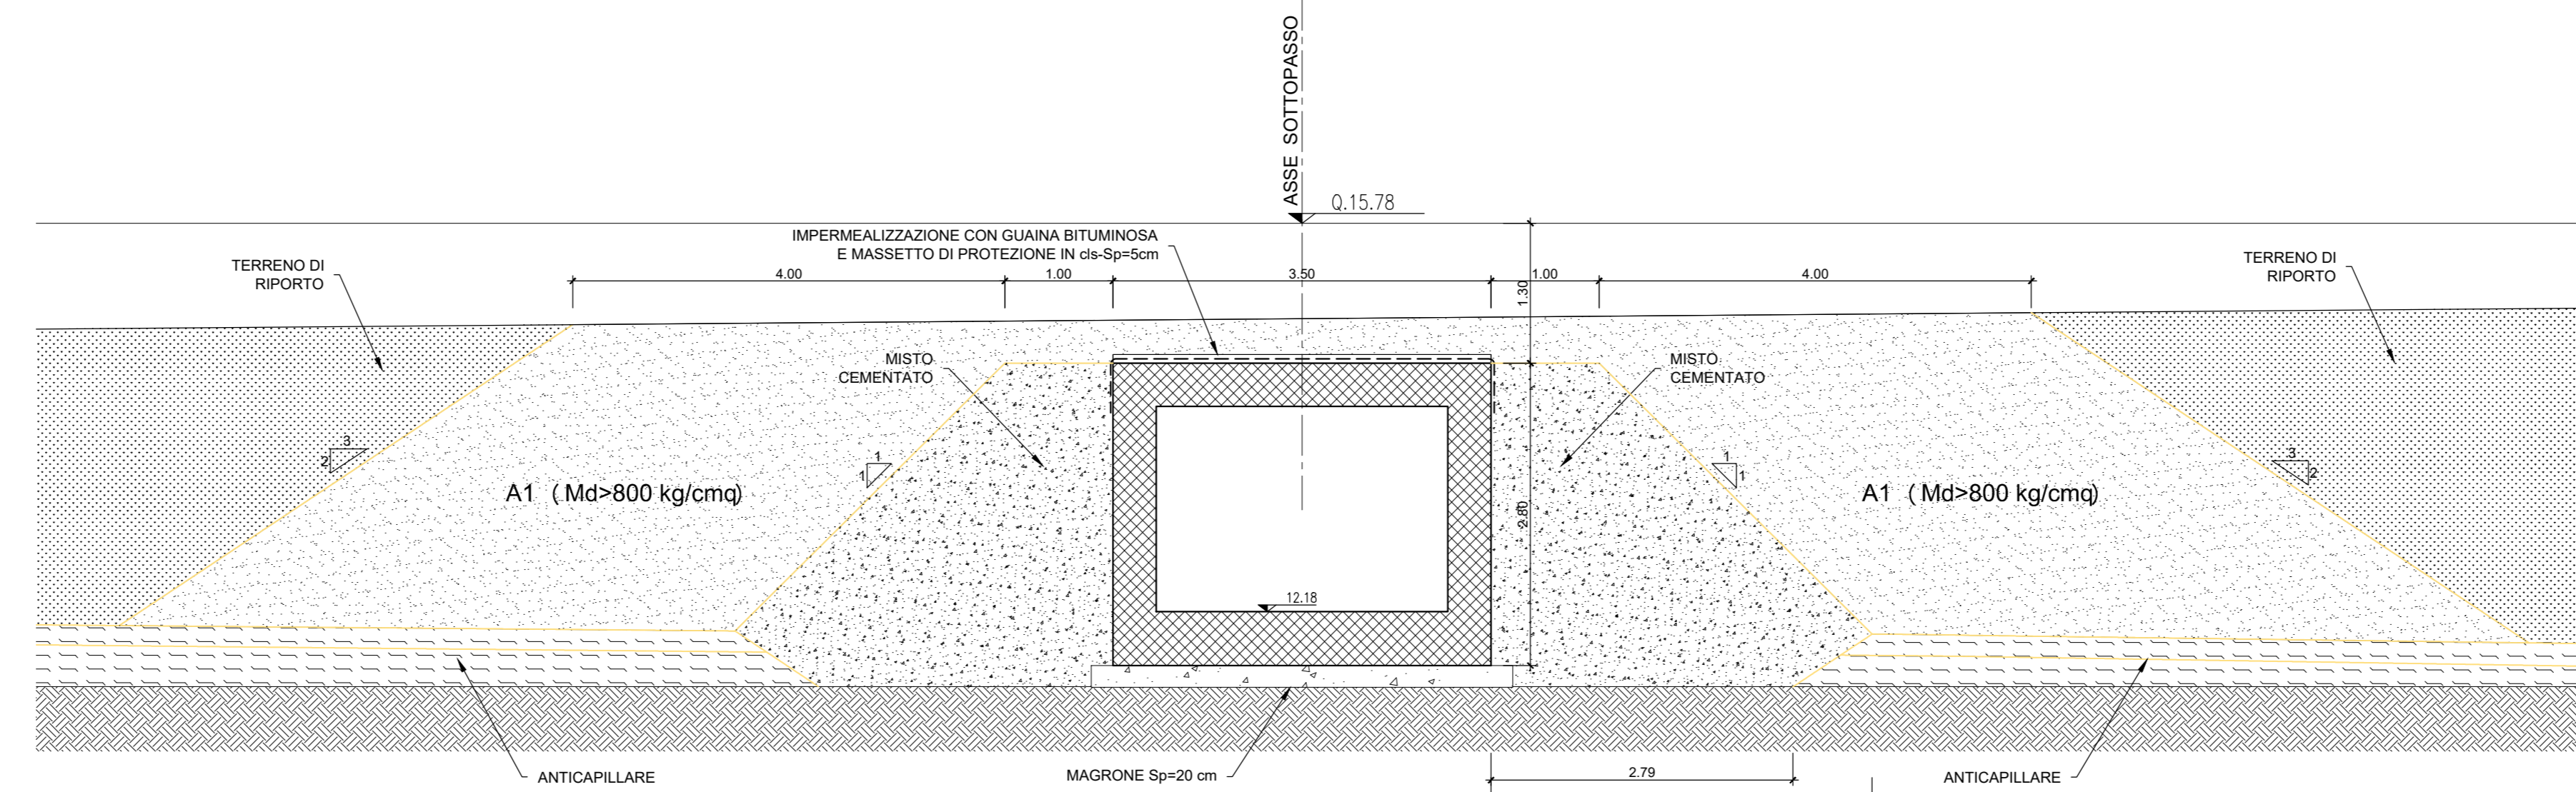 ASSE SOTTOPASSO
Q.15.78
IMPERMEALIZZAZIONE CON GUAINA BITUMINOSA
E MASSETTO DI PROTEZIONE IN cls-Sp=5cm
TERRENO DI
RIPORTO
TERRENO DI
RIPORTO
4.00
1.00
3.50
1.00
4.00
1.30
MISTO
CEMENTATO
MISTO
CEMENTATO
3
2
1
1
1
1
3
2
A1 (Md>800 kg/cmq)
A1 (Md>800 kg/cmq)
2.80
12.18
ANTICAPILLARE
MAGRONE Sp=20 cm
2.79
ANTICAPILLARE